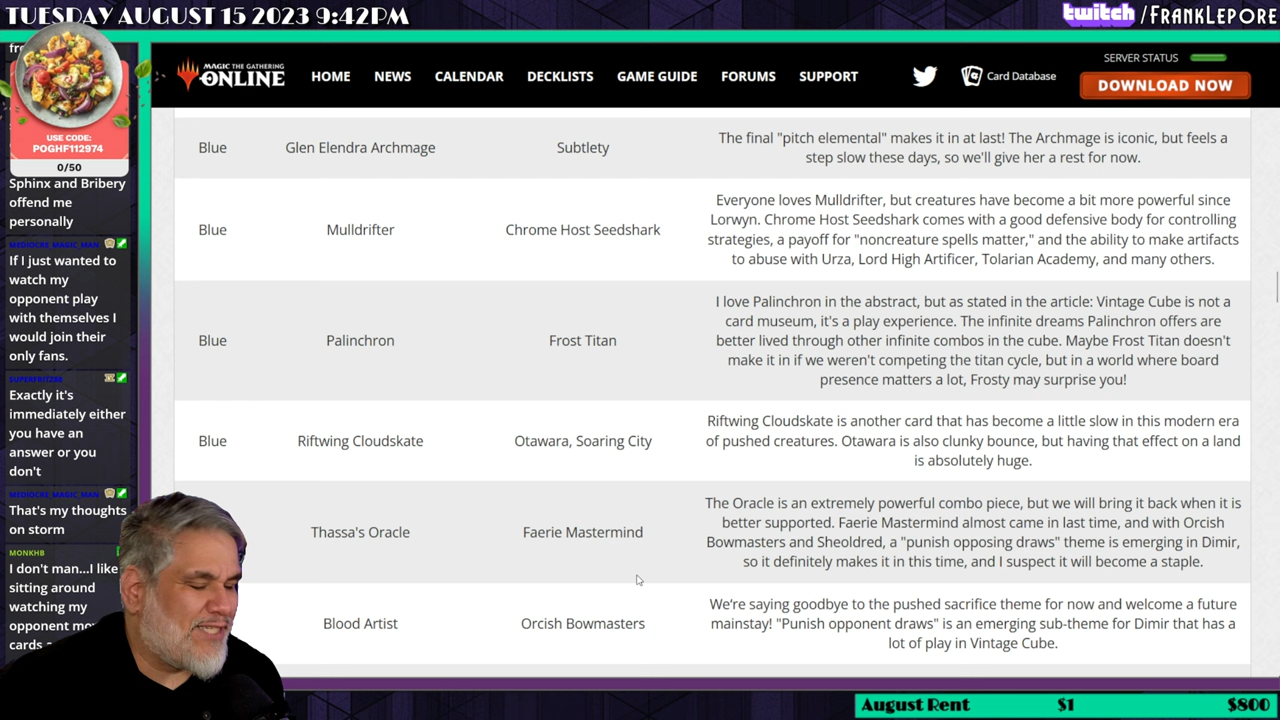 TUESDAY AUGUST 15 2023 9:42PM
twitch /FRANKLEPORE
USE CODE:
POGHF112974
0/50
Sphinx and Bribery
offend me
personally
MEDIOCRE_MAGIC_MAN
If I just wanted to
watch my
opponent play
with themselves I
would join their
only fans.
SUPERFRITZER
Exactly it's
immediately either
you have an
answer or you
don't
MEDIOCRE_MAGIC_MAN
That's my thoughts
on storm
MONKHB
I don't man...I like
sitting around
watching my
opponent
cards
MAGIC THE GATHERING
ONLINE
HOME NEWS CALENDAR DECKLISTS GAME GUIDE FORUMS SUPPORT
Card Database
SERVER STATUS
DOWNLOAD NOW
Blue
Glen Elendra Archmage
Subtlety
The final "pitch elemental" makes it in at last! The Archmage is iconic, but feels a
step slow these days, so we'll give her a rest for now.
Blue
Mulldrifter
Chrome Host Seedshark
Everyone loves Mulldrifter, but creatures have become a bit more powerful since
Lorwyn. Chrome Host Seedshark comes with a good defensive body for controlling
strategies, a payoff for "noncreature spells matter," and the ability to make artifacts
to abuse with Urza, Lord High Artificer, Tolarian Academy, and many others.
Blue
Palinchron
Frost Titan
I love Palinchron in the abstract, but as stated in the article: Vintage Cube is not a
card museum, it's a play experience. The infinite dreams Palinchron offers are
better lived through other infinite combos in the cube. Maybe Frost Titan doesn't
make it in if we weren't competing the titan cycle, but in a world where board
presence matters a lot, Frosty may surprise you!
Blue
Riftwing Cloudskate
Otawara, Soaring City
Riftwing Cloudskate is another card that has become a little slow in this modern era
of pushed creatures. Otawara is also clunky bounce, but having that effect on a land
is absolutely huge.
Thassa's Oracle
Faerie Mastermind
The Oracle is an extremely powerful combo piece, but we will bring it back when it is
better supported. Faerie Mastermind almost came in last time, and with Orcish
Bowmasters and Sheoldred, a "punish opposing draws" theme is emerging in Dimir,
so it definitely makes it in this time, and I suspect it will become a staple.
Blood Artist
Orcish Bowmasters
We're saying goodbye to the pushed sacrifice theme for now and welcome a future
mainstay! "Punish opponent draws" is an emerging sub-theme for Dimir that has a
lot of play in Vintage Cube.
August Rent $1 $800